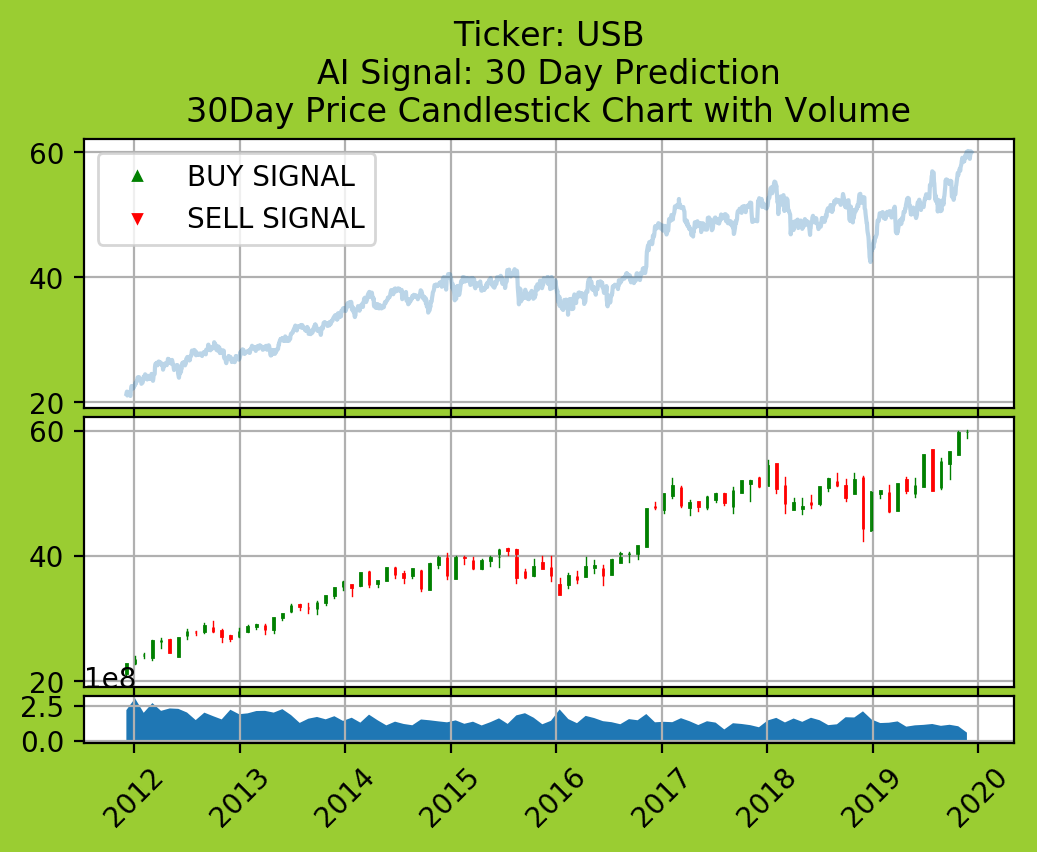 Ticker: USB
AI Signal: 30 Day Prediction
30Day Price Candlestick Chart with Volume
60
BUY SIGNAL
SELL SIGNAL
40
20
60
40
20
1e8
2.5
0.0
2012 2013 2014 2015 2016 2017 2018 2019 2020